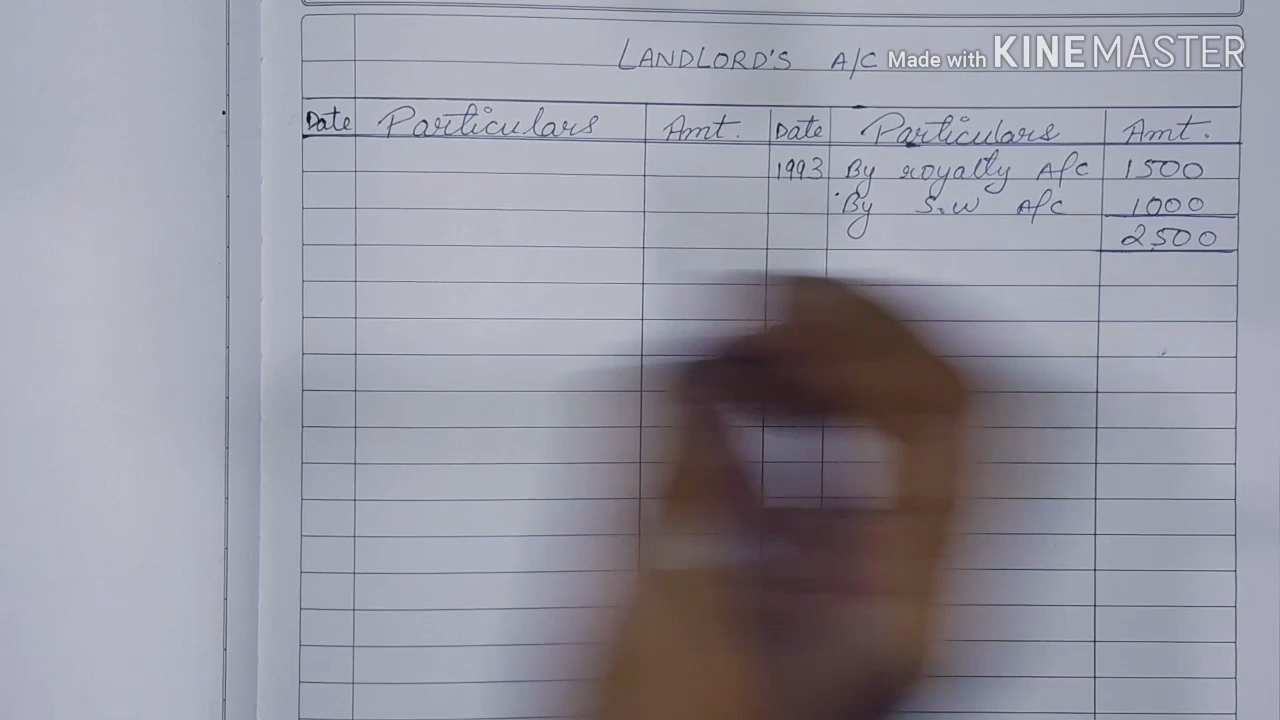 LANDLORD'S A/C
Made with KINEMASTER
Date Particulars Amt. Date Particulars Amt.
1993 By royalty A/C 1500
By S.W A/C 1000
2500